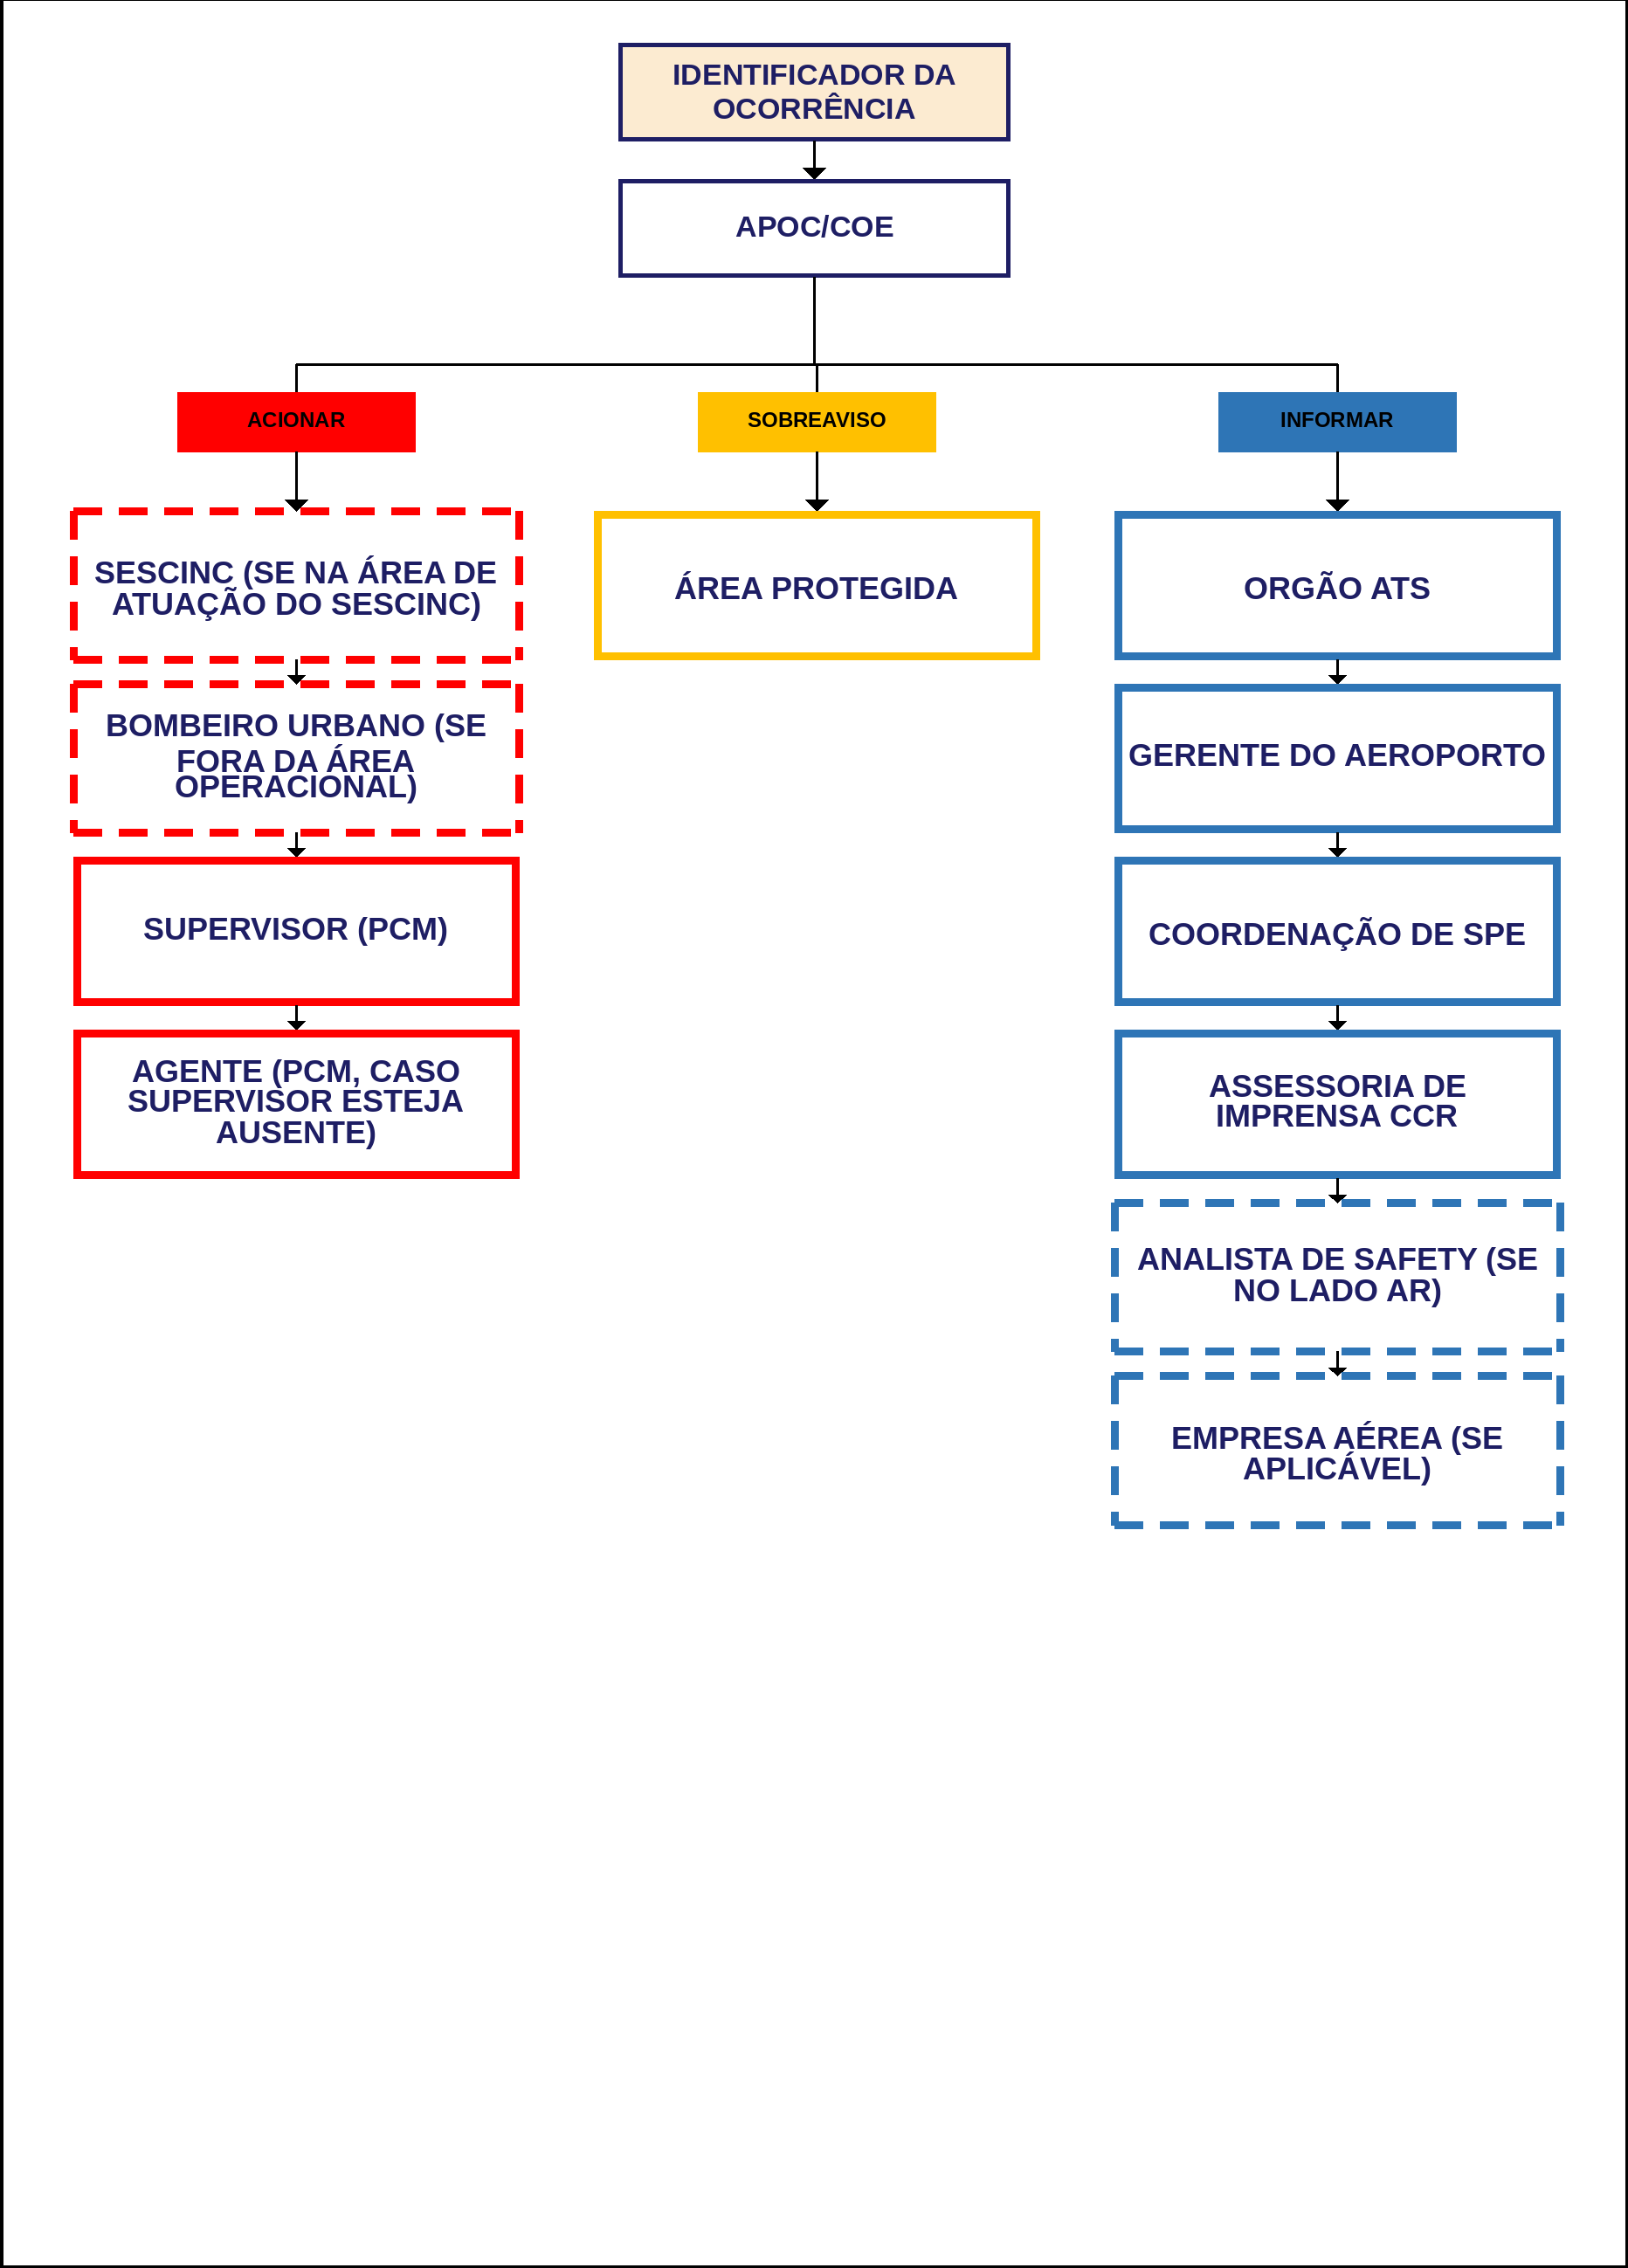 IDENTIFICADOR DA
OCORRÊNCIA
APOC/COE
ACIONAR
SOBREAVISO
INFORMAR
SESCINC (SE NA ÁREA DE
ATUAÇÃO DO SESCINC)
BOMBEIRO URBANO (SE
FORA DA ÁREA
OPERACIONAL)
SUPERVISOR (PCM)
AGENTE (PCM, CASO
SUPERVISOR ESTEJA
AUSENTE)
ÁREA PROTEGIDA
ORGÃO ATS
GERENTE DO AEROPORTO
COORDENAÇÃO DE SPE
ASSESSORIA DE
IMPRENSA CCR
ANALISTA DE SAFETY (SE
NO LADO AR)
EMPRESA AÉREA (SE
APLICÁVEL)